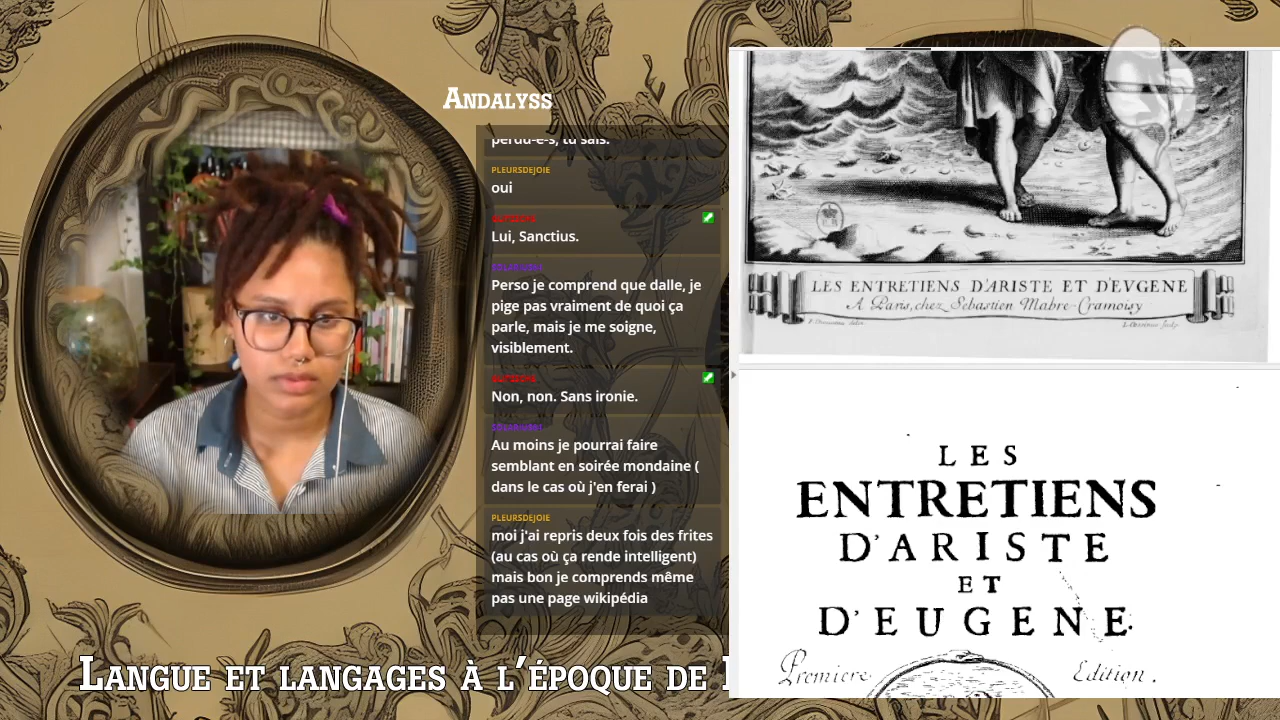 ANDALYSS
perdu-e-s, tu sais.
PLEURSDEJOIE
oui
Lui, Sanctius.
Perso je comprend que dalle, je
pige pas vraiment de quoi ça
parle, mais je me soigne,
visiblement.
Non, non. Sans ironie.
Au moins je pourrai faire
semblant en soirée mondaine (
dans le cas où j'en ferai )
PLEURSDEJOIE
moi j'ai repris deux fois des frites
(au cas où ça rende intelligent)
mais bon je comprends même
pas une page wikipédia
LANGUE ET LANGAGES À L'ÉPOQUE DE
LES ENTRETIENS D'ARISTE ET D'EVGENE
A Paris, chez Sebastien Mabre-Cramoisy
LES
ENTRETIENS
D'ARISTE
ET
D'EUGENE.
Premiere Edition.